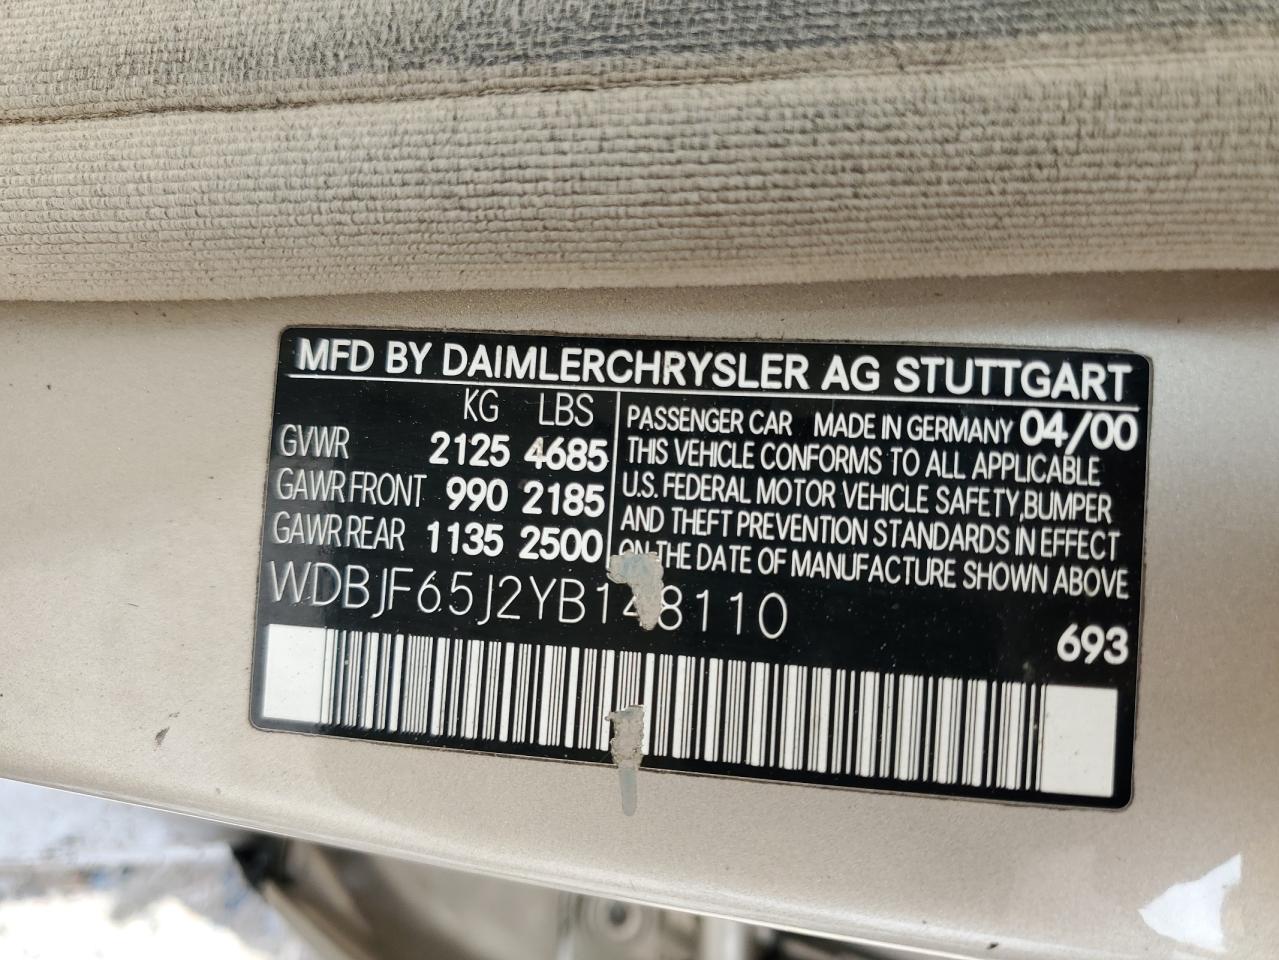 MFD BY DAIMLERCHRYSLER AG STUTTGART
KG LBS
GVWR 2125 4685
GAWR FRONT 990 2185
GAWR REAR 1135 2500
PASSENGER CAR MADE IN GERMANY 04/00
THIS VEHICLE CONFORMS TO ALL APPLICABLE
U.S. FEDERAL MOTOR VEHICLE SAFETY,BUMPER
AND THEFT PREVENTION STANDARDS IN EFFECT
ON THE DATE OF MANUFACTURE SHOWN ABOVE
WDBJF65J2YB148110
693